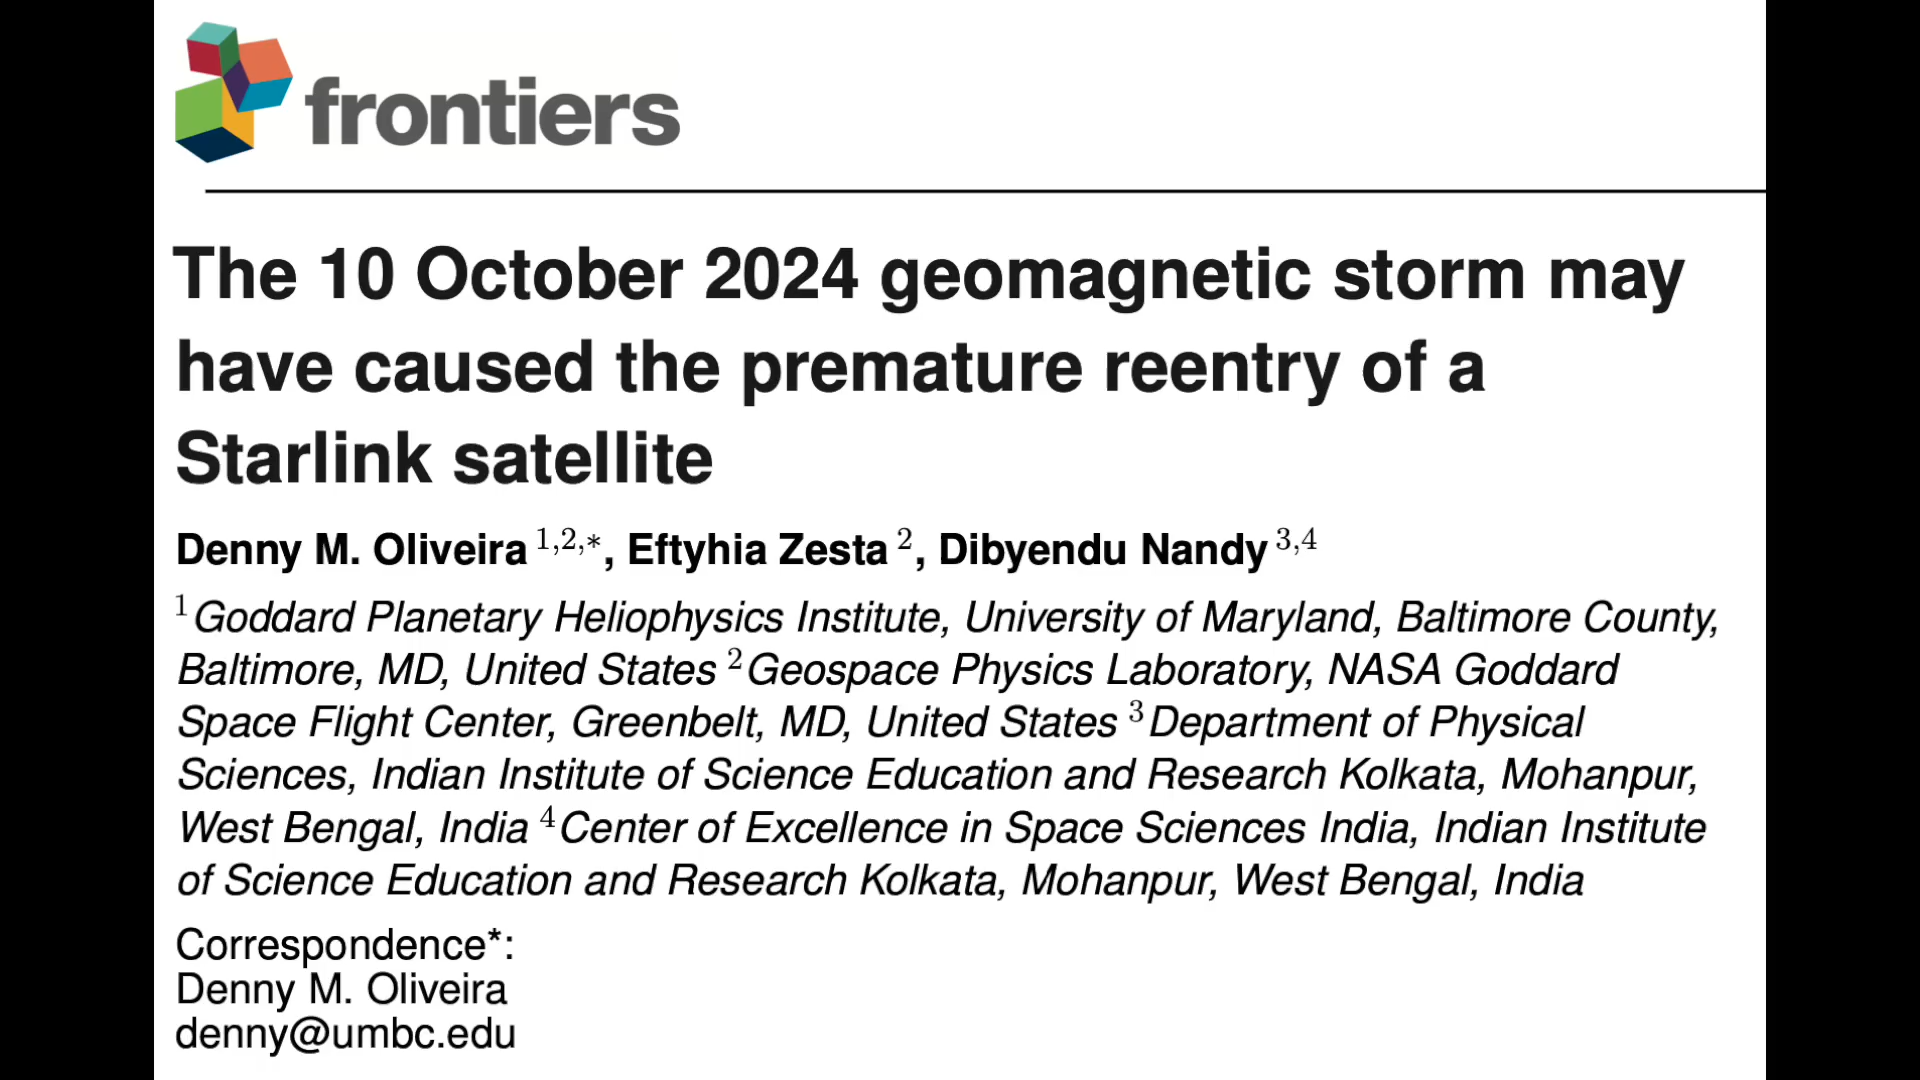 frontiers
The 10 October 2024 geomagnetic storm may
have caused the premature reentry of a
Starlink satellite
Denny M. Oliveira 1,2,*, Eftyhia Zesta 2, Dibyendu Nandy 3,4
1 Goddard Planetary Heliophysics Institute, University of Maryland, Baltimore County,
Baltimore, MD, United States 2 Geospace Physics Laboratory, NASA Goddard
Space Flight Center, Greenbelt, MD, United States 3 Department of Physical
Sciences, Indian Institute of Science Education and Research Kolkata, Mohanpur,
West Bengal, India 4 Center of Excellence in Space Sciences India, Indian Institute
of Science Education and Research Kolkata, Mohanpur, West Bengal, India
Correspondence*:
Denny M. Oliveira
denny@umbc.edu